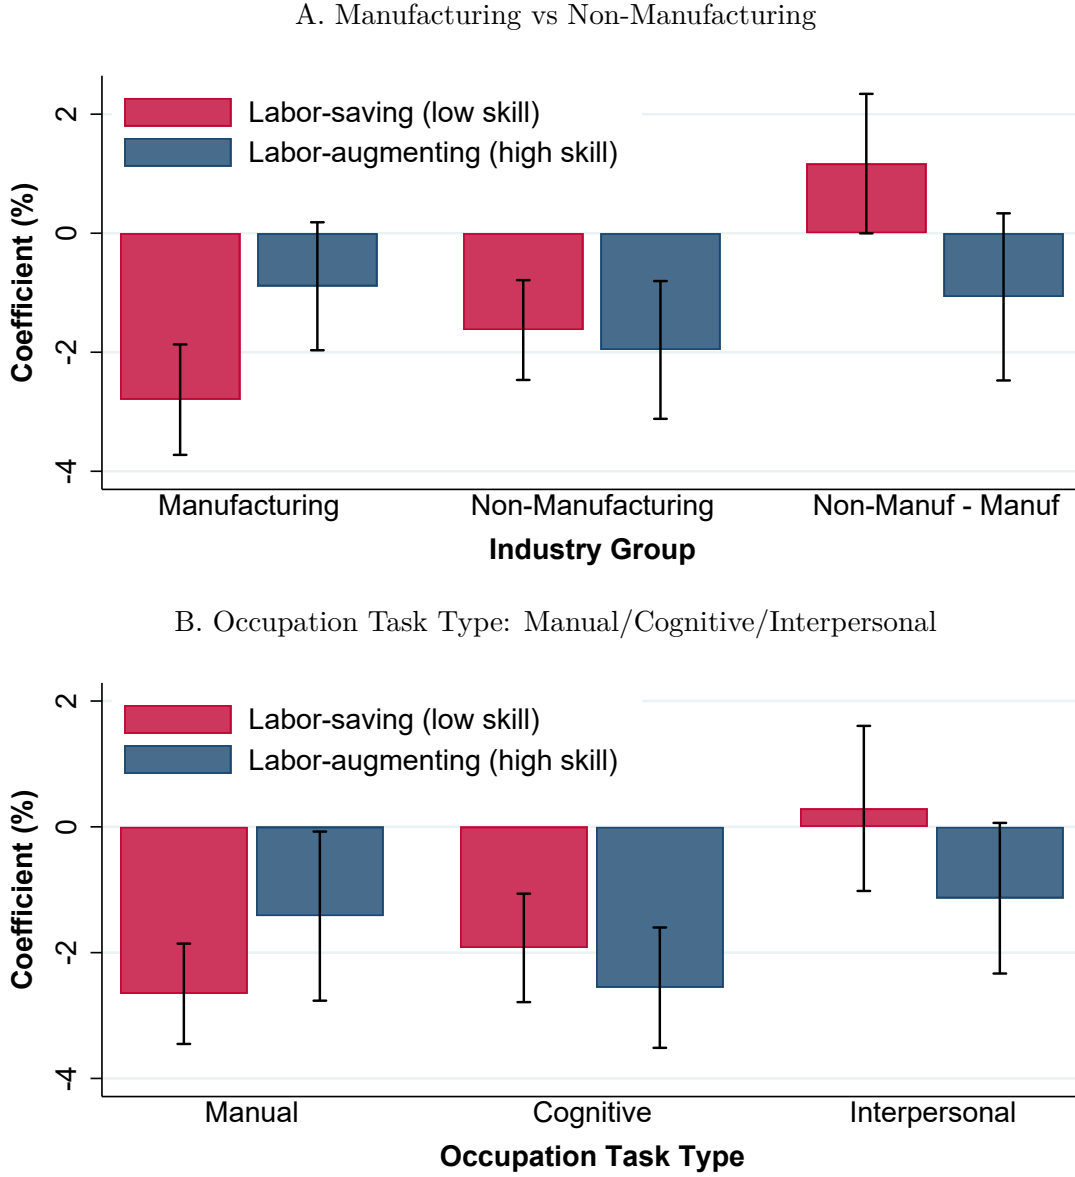 A. Manufacturing vs Non-Manufacturing
Labor-saving (low skill)
Labor-augmenting (high skill)
Coefficient (%)
2
0
-2
-4
Manufacturing
Non-Manufacturing
Non-Manuf - Manuf
Industry Group
B. Occupation Task Type: Manual/Cognitive/Interpersonal
Labor-saving (low skill)
Labor-augmenting (high skill)
Coefficient (%)
2
0
-2
-4
Manual
Cognitive
Interpersonal
Occupation Task Type